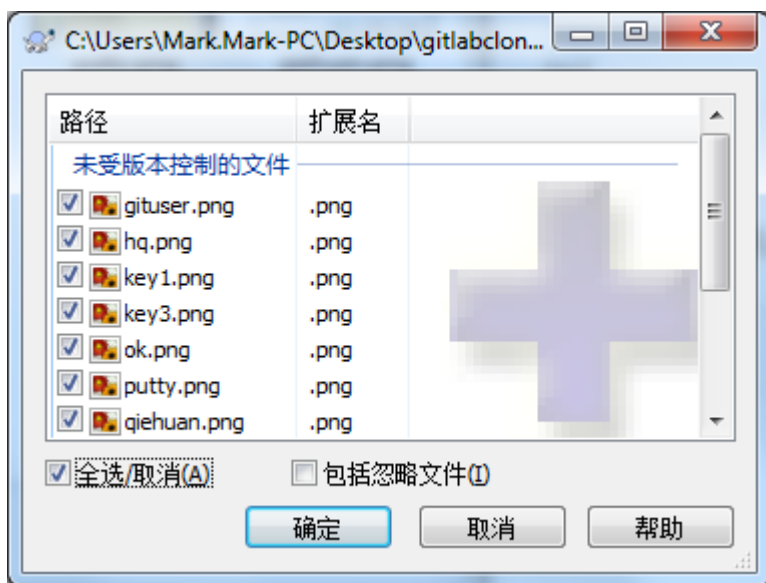 C:\Users\Mark.Mark-PC\Desktop\gitlabclon...
路径 扩展名
未受版本控制的文件
gituser.png .png
hq.png .png
key1.png .png
key3.png .png
ok.png .png
putty.png .png
qiehuan.png .png
全选/取消(A) 包括忽略文件(I)
确定 取消 帮助